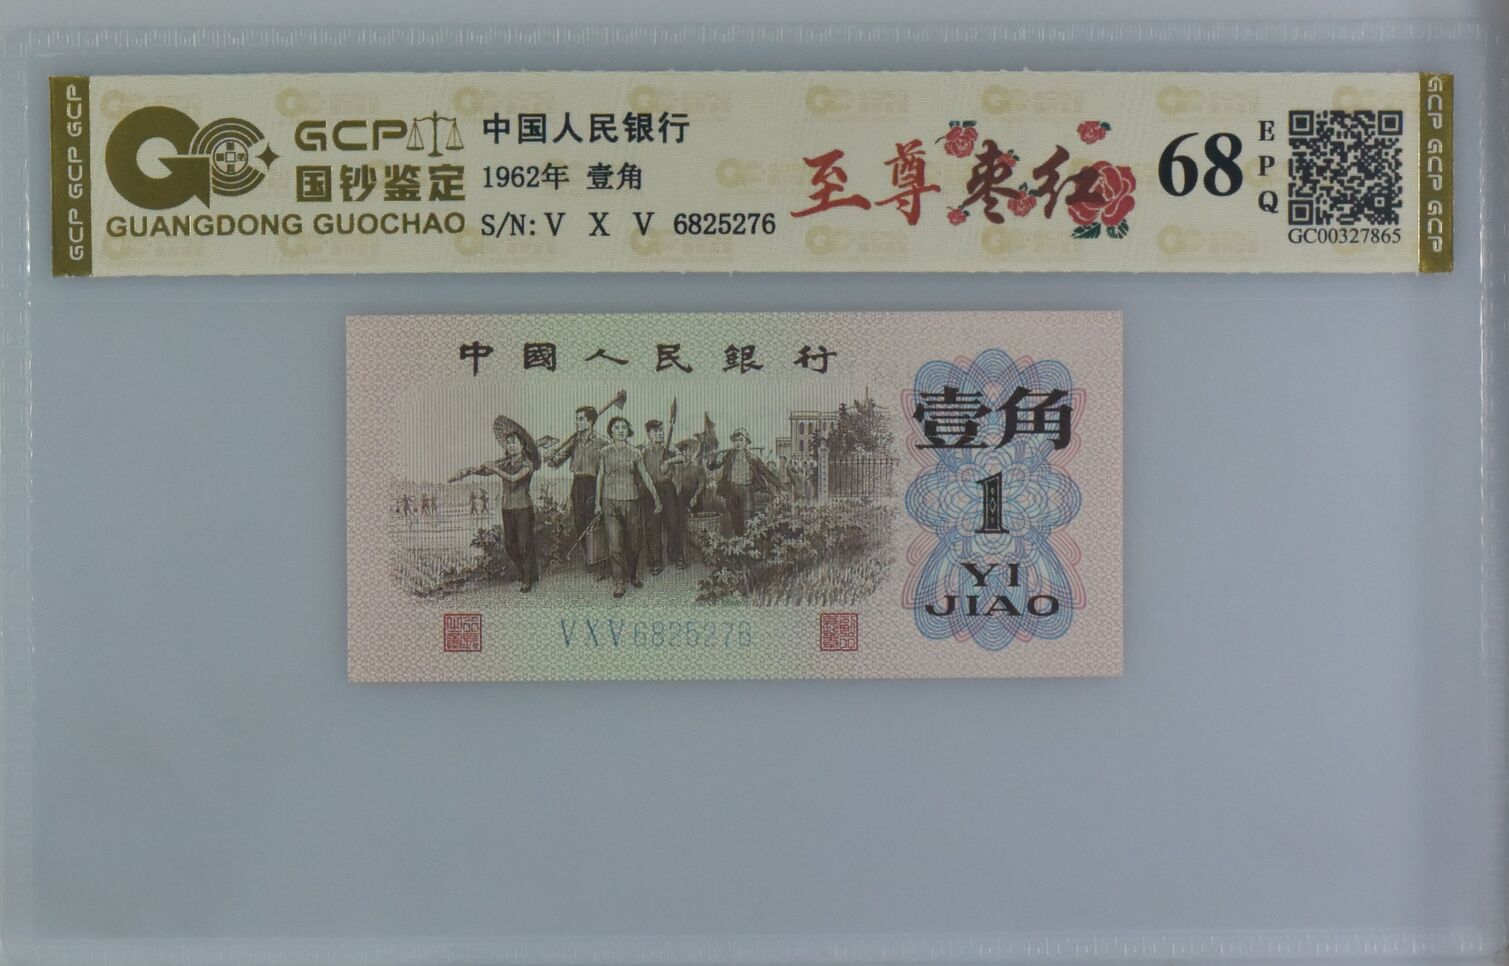 GCP GCP GCP
GCP
国钞鉴定
GUANGDONG GUOCHAO
中国人民银行
1962年 壹角
S/N: V X V 6825276
至尊 枣红
68
EPQ
GC00327865
GCP GCP GCP
中國人民銀行
壹角
1
YI
JIAO
VXV6825276